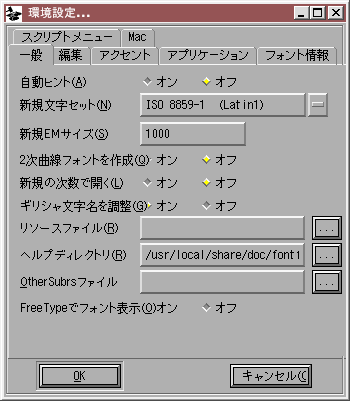 環境設定...
スクリプトメニュー Mac
一般 編集 アクセント アプリケーション フォント情報
自動ヒント(A) オン オフ
新規文字セット(N) ISO 8859-1 (Latin1)
新規EMサイズ(S) 1000
2次曲線フォントを作成(Q) オン オフ
新規の次数で開く(L) オン オフ
ギリシャ文字名を調整(G) オン オフ
リソースファイル(R) ...
ヘルプディレクトリ(R) /usr/local/share/doc/font ...
OtherSubrsファイル ...
FreeTypeでフォント表示(O) オン オフ
OK キャンセル(C